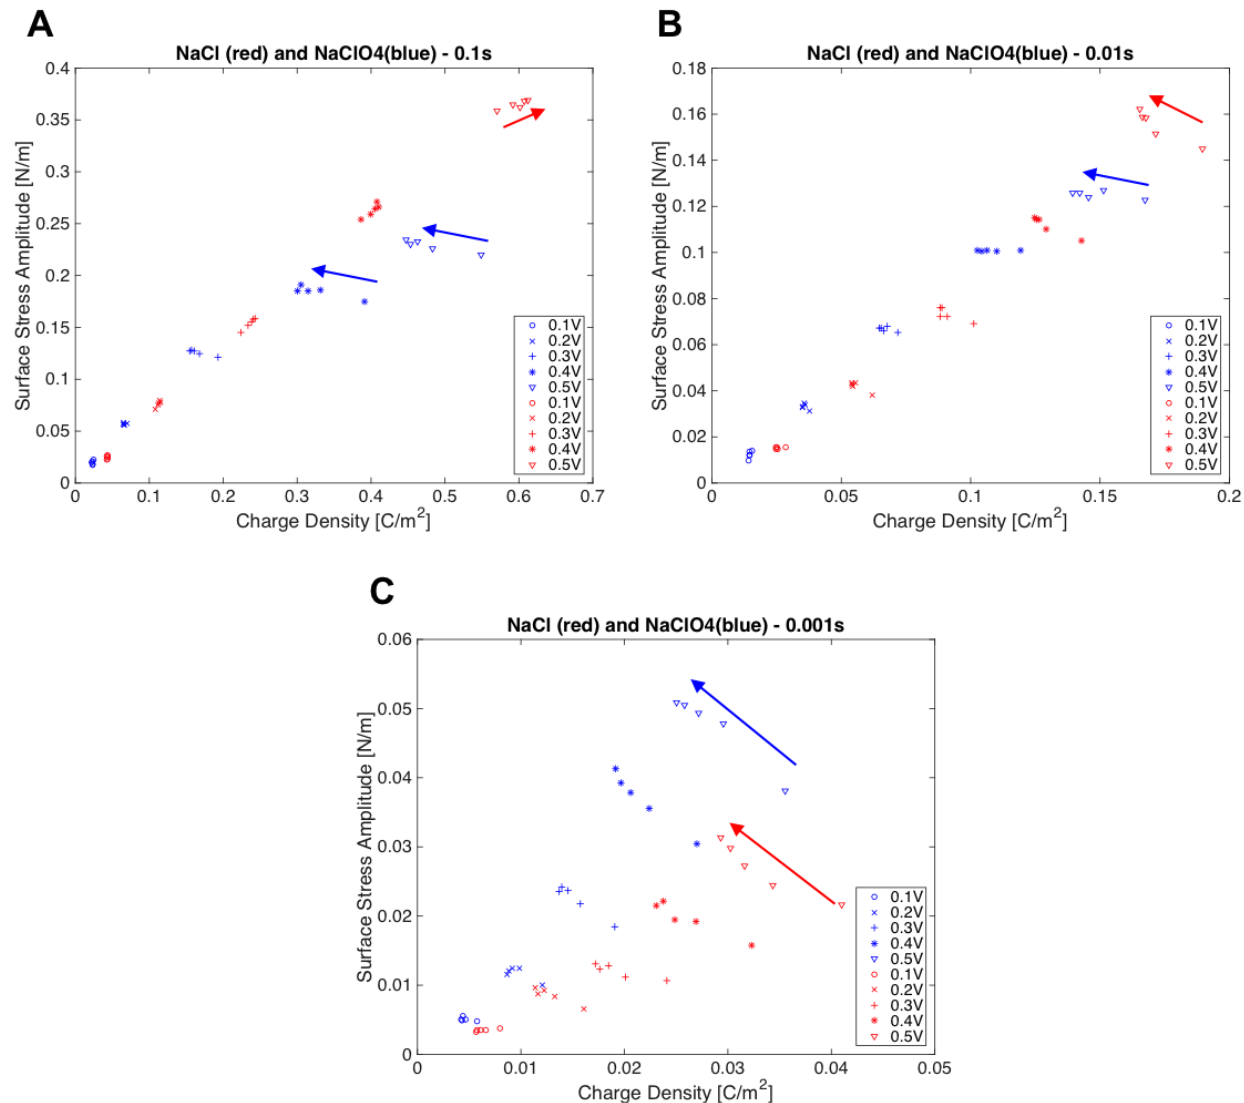 A
NaCl (red) and NaClO4(blue) - 0.1s
Surface Stress Amplitude [N/m]
0.4
0.35
0.3
0.25
0.2
0.15
0.1
0.05
0
0 0.1 0.2 0.3 0.4 0.5 0.6 0.7
Charge Density [C/m²]
0.1V
0.2V
0.3V
0.4V
0.5V
0.1V
0.2V
0.3V
0.4V
0.5V
B
NaCl (red) and NaClO4(blue) - 0.01s
Surface Stress Amplitude [N/m]
0.18
0.16
0.14
0.12
0.1
0.08
0.06
0.04
0.02
0
0 0.05 0.1 0.15 0.2
Charge Density [C/m²]
0.1V
0.2V
0.3V
0.4V
0.5V
0.1V
0.2V
0.3V
0.4V
0.5V
C
NaCl (red) and NaClO4(blue) - 0.001s
Surface Stress Amplitude [N/m]
0.06
0.05
0.04
0.03
0.02
0.01
0
0 0.01 0.02 0.03 0.04 0.05
Charge Density [C/m²]
0.1V
0.2V
0.3V
0.4V
0.5V
0.1V
0.2V
0.3V
0.4V
0.5V